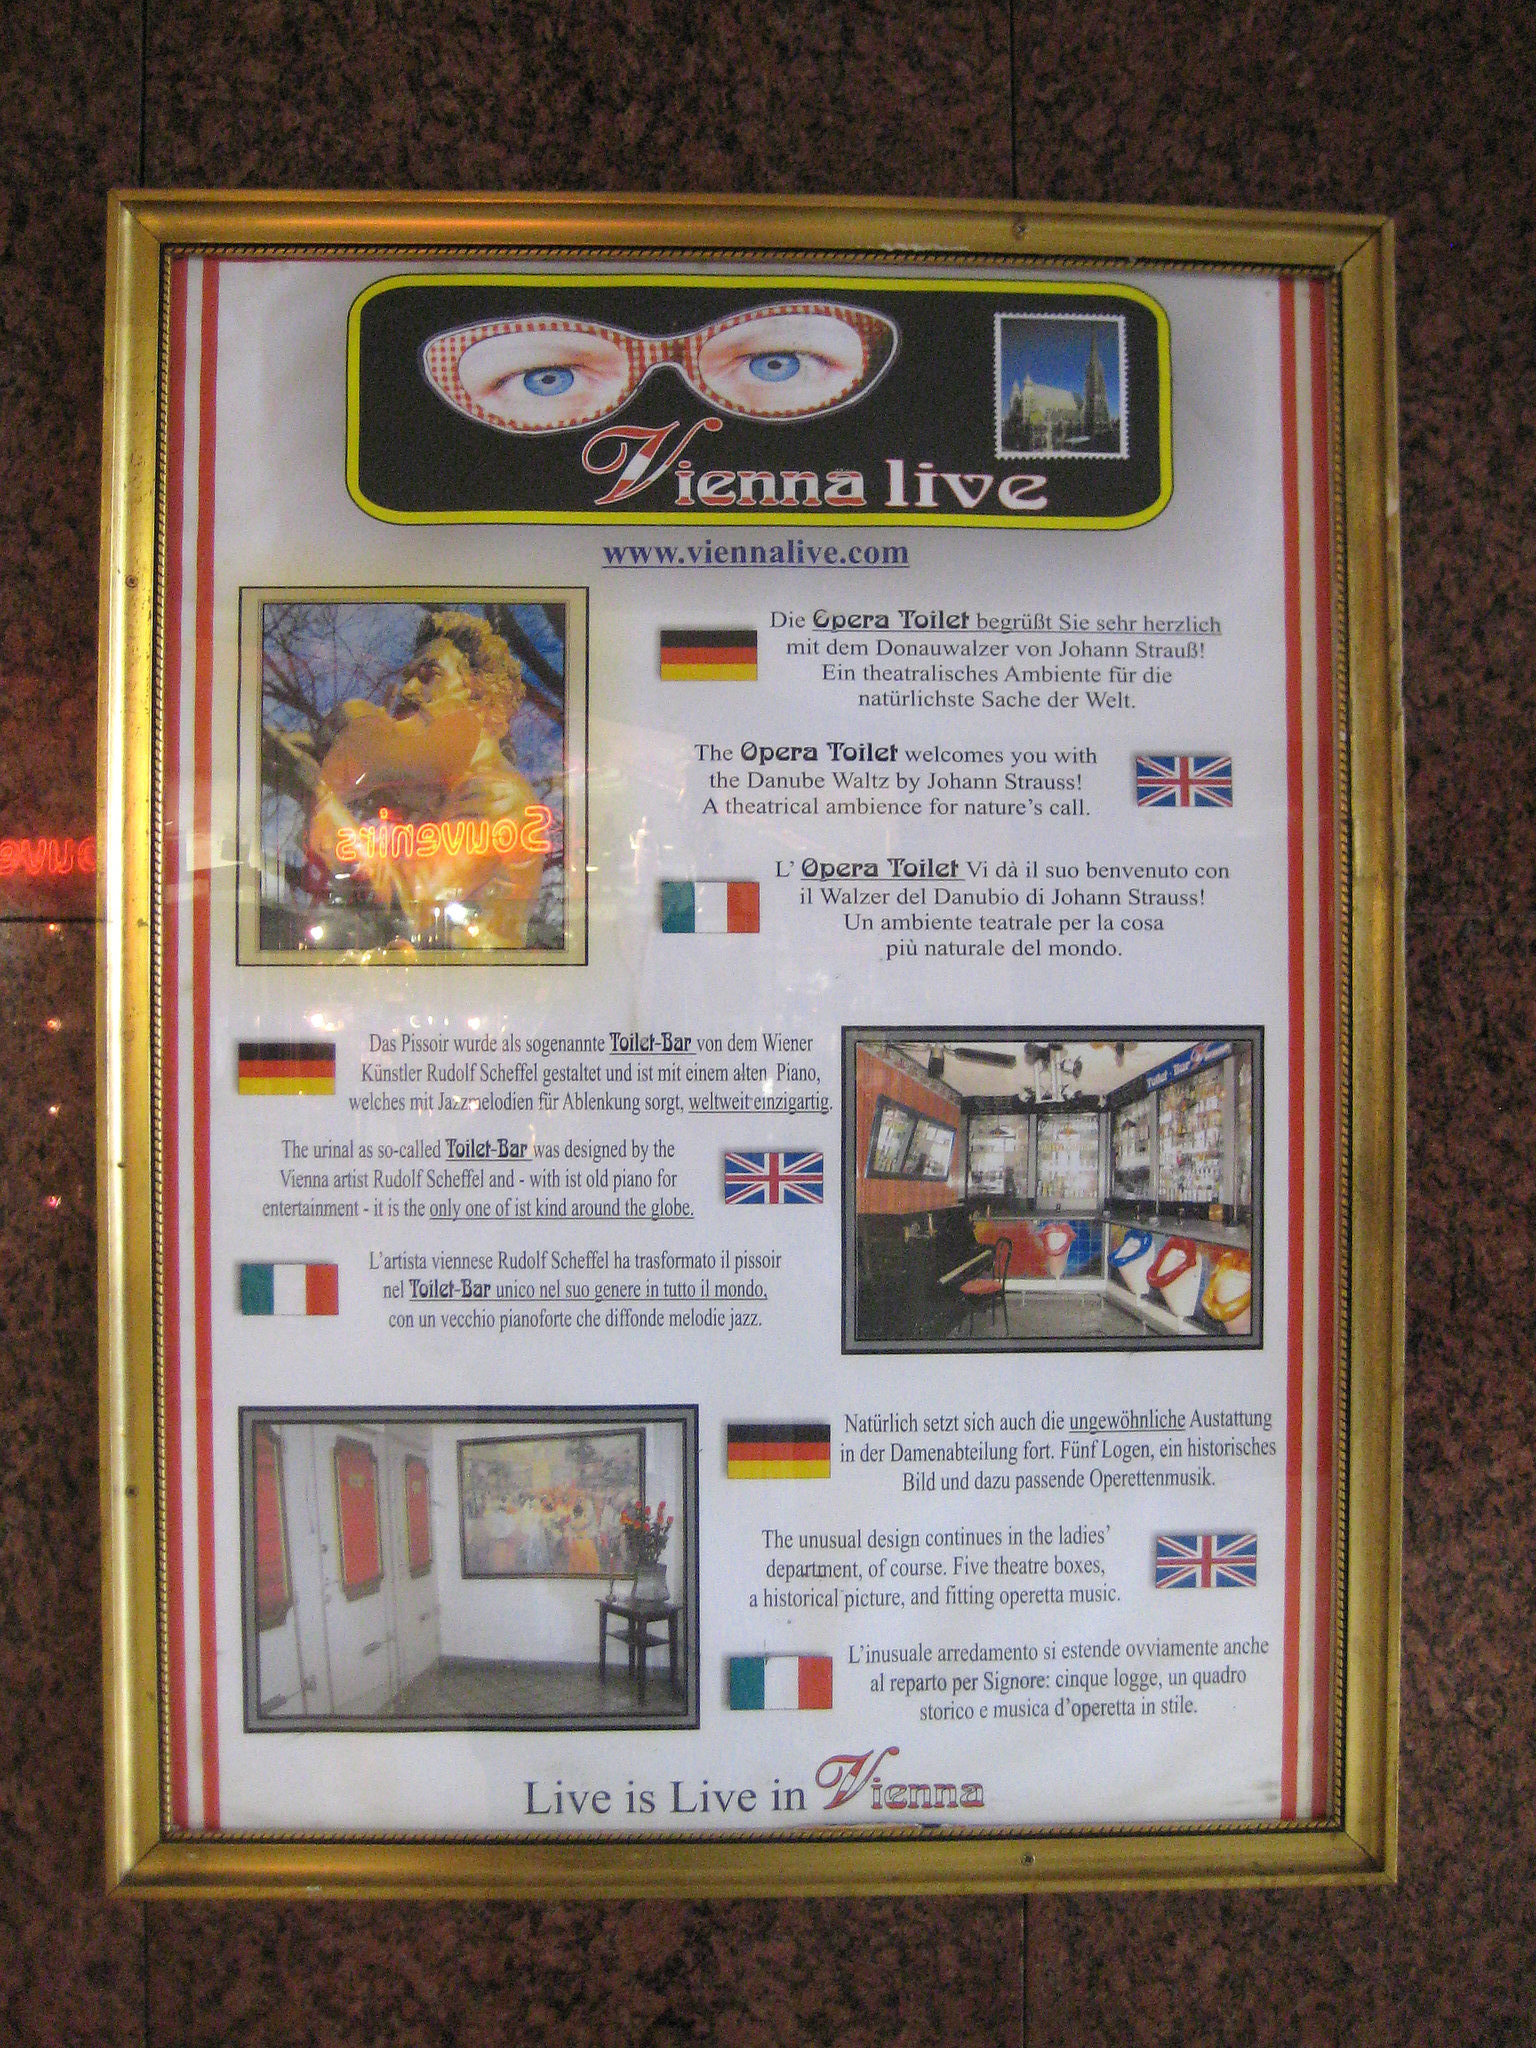 Vienna live
www.viennalive.com
Die Opera Toilet begrüßt Sie sehr herzlich
mit dem Donauwalzer von Johann Strauß!
Ein theatralisches Ambiente für die
natürlichste Sache der Welt.
The Opera Toilet welcomes you with
the Danube Waltz by Johann Strauss!
A theatrical ambience for nature's call.
Souvenirs
L' Opera Toilet Vi dà il suo benvenuto con
il Walzer del Danubio di Johann Strauss!
Un ambiente teatrale per la cosa
più naturale del mondo.
Das Pissoir wurde als sogenannte Toilet-Bar von dem Wiener
Künstler Rudolf Scheffel gestaltet und ist mit einem alten Piano,
welches mit Jazzmelodien für Ablenkung sorgt, weltweit einzigartig.
The urinal as so-called Toilet-Bar was designed by the
Vienna artist Rudolf Scheffel and - with ist old piano for
entertainment - it is the only one of ist kind around the globe.
L'artista viennese Rudolf Scheffel ha trasformato il pissoir
nel Toilet-Bar unico nel suo genere in tutto il mondo,
con un vecchio pianoforte che diffonde melodie jazz.
Toilet-Bar
Natürlich setzt sich auch die ungewöhnliche Austattung
in der Damenabteilung fort. Fünf Logen, ein historisches
Bild und dazu passende Operettenmusik.
The unusual design continues in the ladies'
department, of course. Five theatre boxes,
a historical picture, and fitting operetta music.
L'inusuale arredamento si estende ovviamente anche
al reparto per Signore: cinque logge, un quadro
storico e musica d'operetta in stile.
Live is Live in Vienna